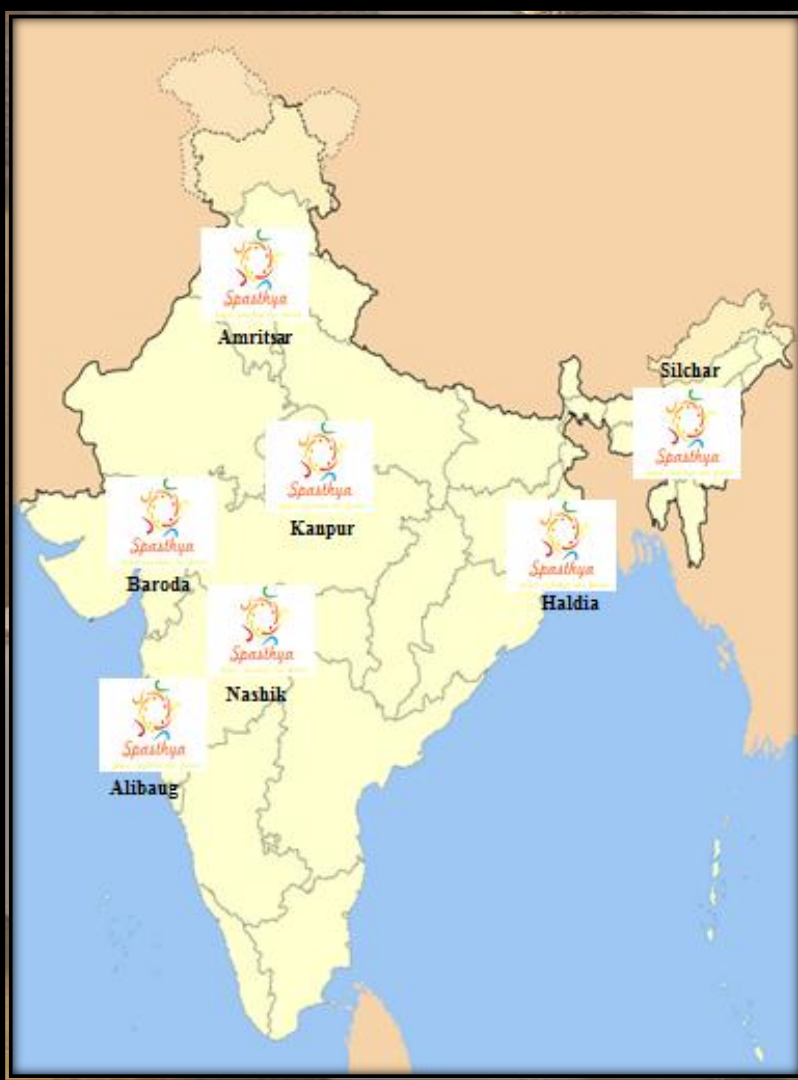 Spasthya
Amritsar
Silchar
Spasthya
Spasthya
Kanpur
Spasthya
Baroda
Spasthya
Haldia
Spasthya
Nashik
Spasthya
Alibaug